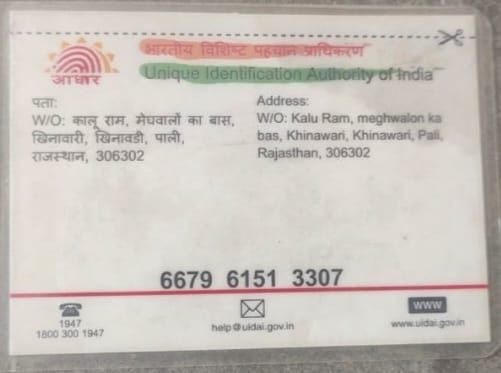 भारतीय विशिष्ट पहचान प्राधिकरण
Unique Identification Authority of India
आधार
पता:
W/O: कालू राम, मेघवालों का बास,
खिनावारी, खिनावडी, पाली,
राजस्थान, 306302
Address:
W/O: Kalu Ram, meghwalon ka
bas, Khinawari, Khinawari, Pali,
Rajasthan, 306302
6679 6151 3307
1947
1800 300 1947
help@uidai.gov.in
www
www.uidai.gov.in